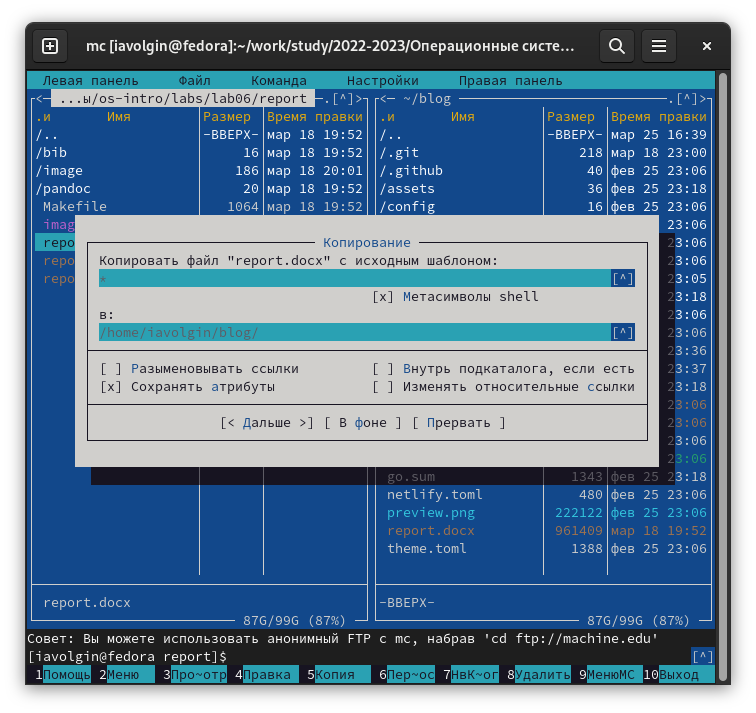 mc [iavolgin@fedora]:~/work/study/2022-2023/Операционные систе…
Левая панель Файл Команда Настройки Правая панель
<─ …ы/os-intro/labs/lab06/report ─.[^]> <─ ~/blog ─.[^]>
.и Имя Размер Время правки .и Имя Размер Время правки
/.. -ВВЕРХ- мар 18 19:52 /.. -ВВЕРХ- мар 25 16:39
/bib 16 мар 18 19:52 /.git 218 мар 18 23:00
/image 186 мар 18 20:01 /.github 40 фев 25 23:06
/pandoc 20 мар 18 19:52 /assets 36 фев 25 23:18
Makefile 1064 мар 18 19:52 /config 16 фев 25 23:06
imag 23:06
repo Копирование 23:06
repo Копировать файл "report.docx" с исходным шаблоном: 23:06
repo * [^] 23:05
[x] Метасимволы shell 23:18
в: 23:06
/home/iavolgin/blog/ [^] 23:06
23:36
[ ] Разыменовывать ссылки [ ] Внутрь подкаталога, если есть 23:37
[x] Сохранять атрибуты [ ] Изменять относительные ссылки 23:18
23:06
[< Дальше >] [ В фоне ] [ Прервать ] 23:06
23:06
23:06
go.sum 1343 фев 25 23:18
netlify.toml 480 фев 25 23:06
preview.png 222122 фев 25 23:06
report.docx 961409 мар 18 19:52
theme.toml 1388 фев 25 23:06
report.docx -ВВЕРХ-
87G/99G (87%) 87G/99G (87%)
Совет: Вы можете использовать анонимный FTP с mc, набрав 'cd ftp://machine.edu'
[iavolgin@fedora report]$ [^]
1Помощь 2Меню 3Про~отр 4Правка 5Копия 6Пер~ос 7НвК~ог 8Удалить 9МенюMC 10Выход